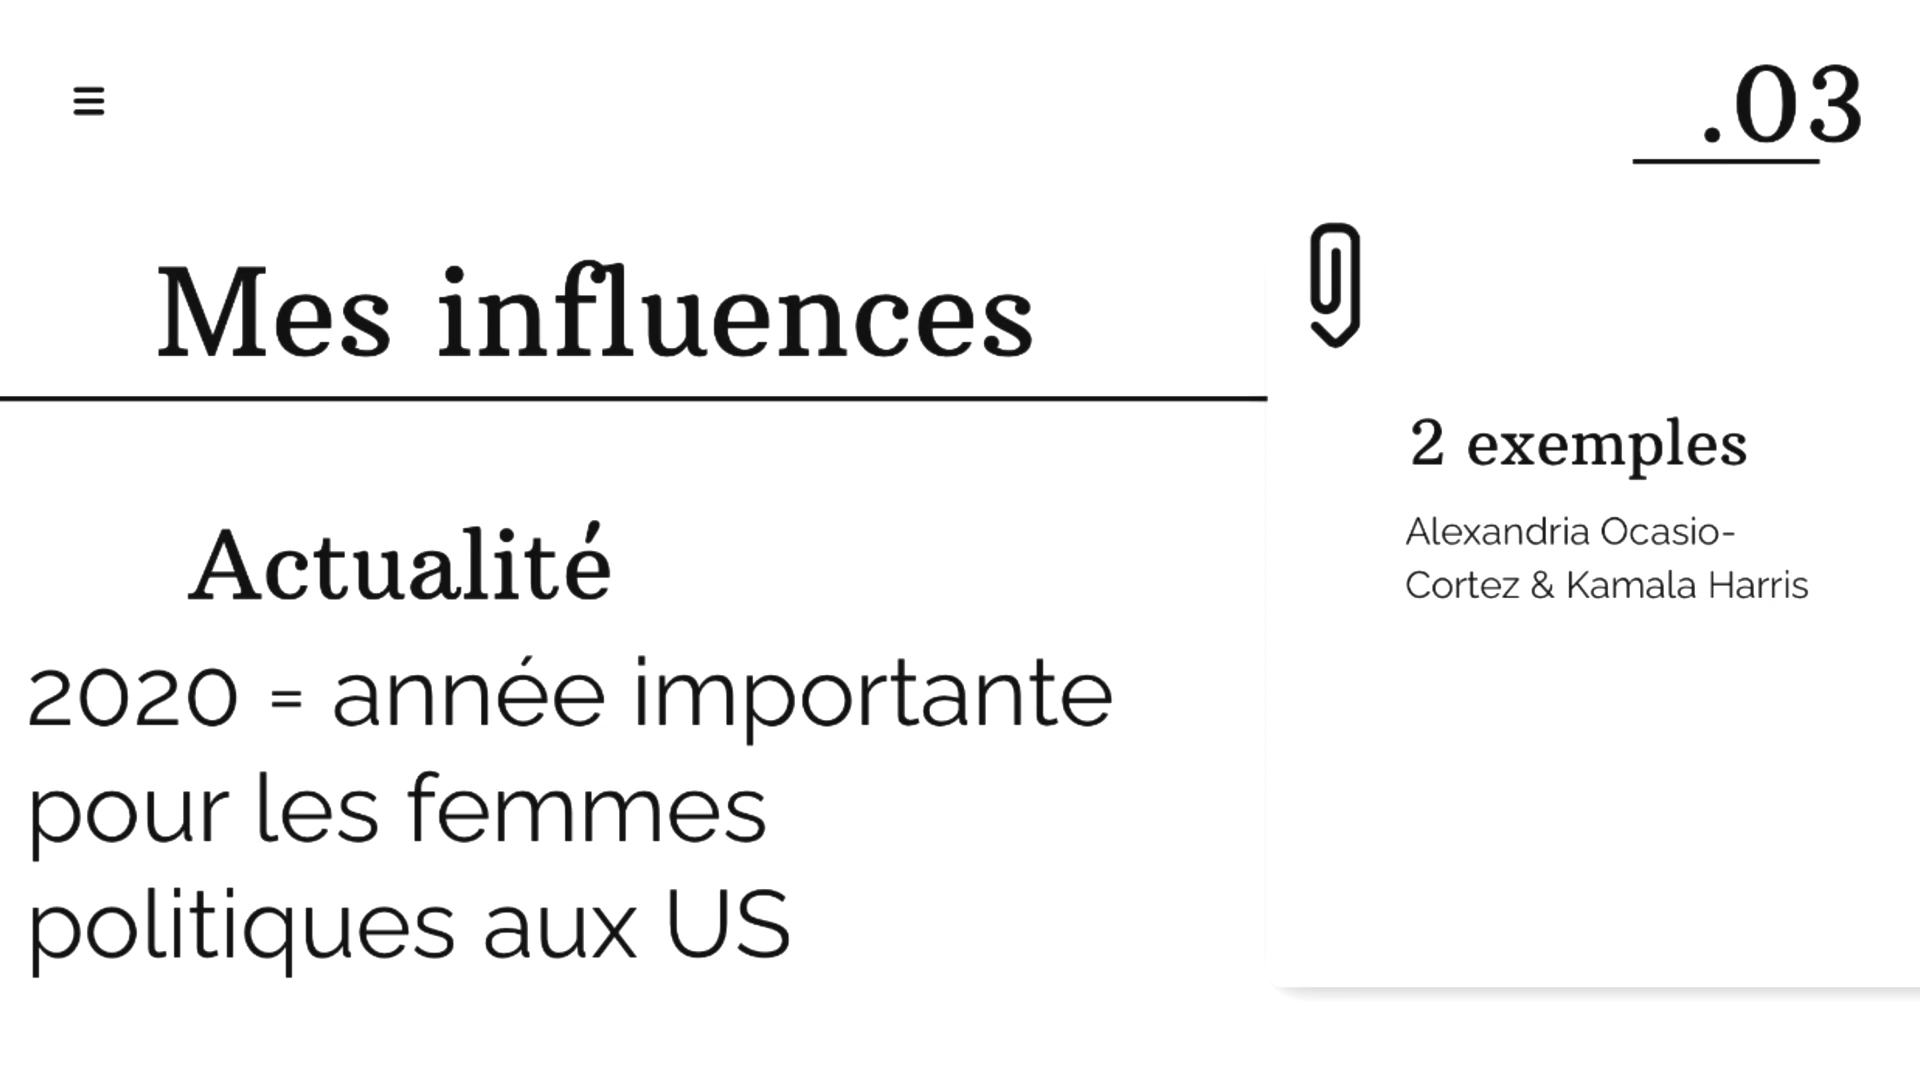 .03
Mes influences
Actualité
2020 = année importante
pour les femmes
politiques aux US
2 exemples
Alexandria Ocasio-
Cortez & Kamala Harris